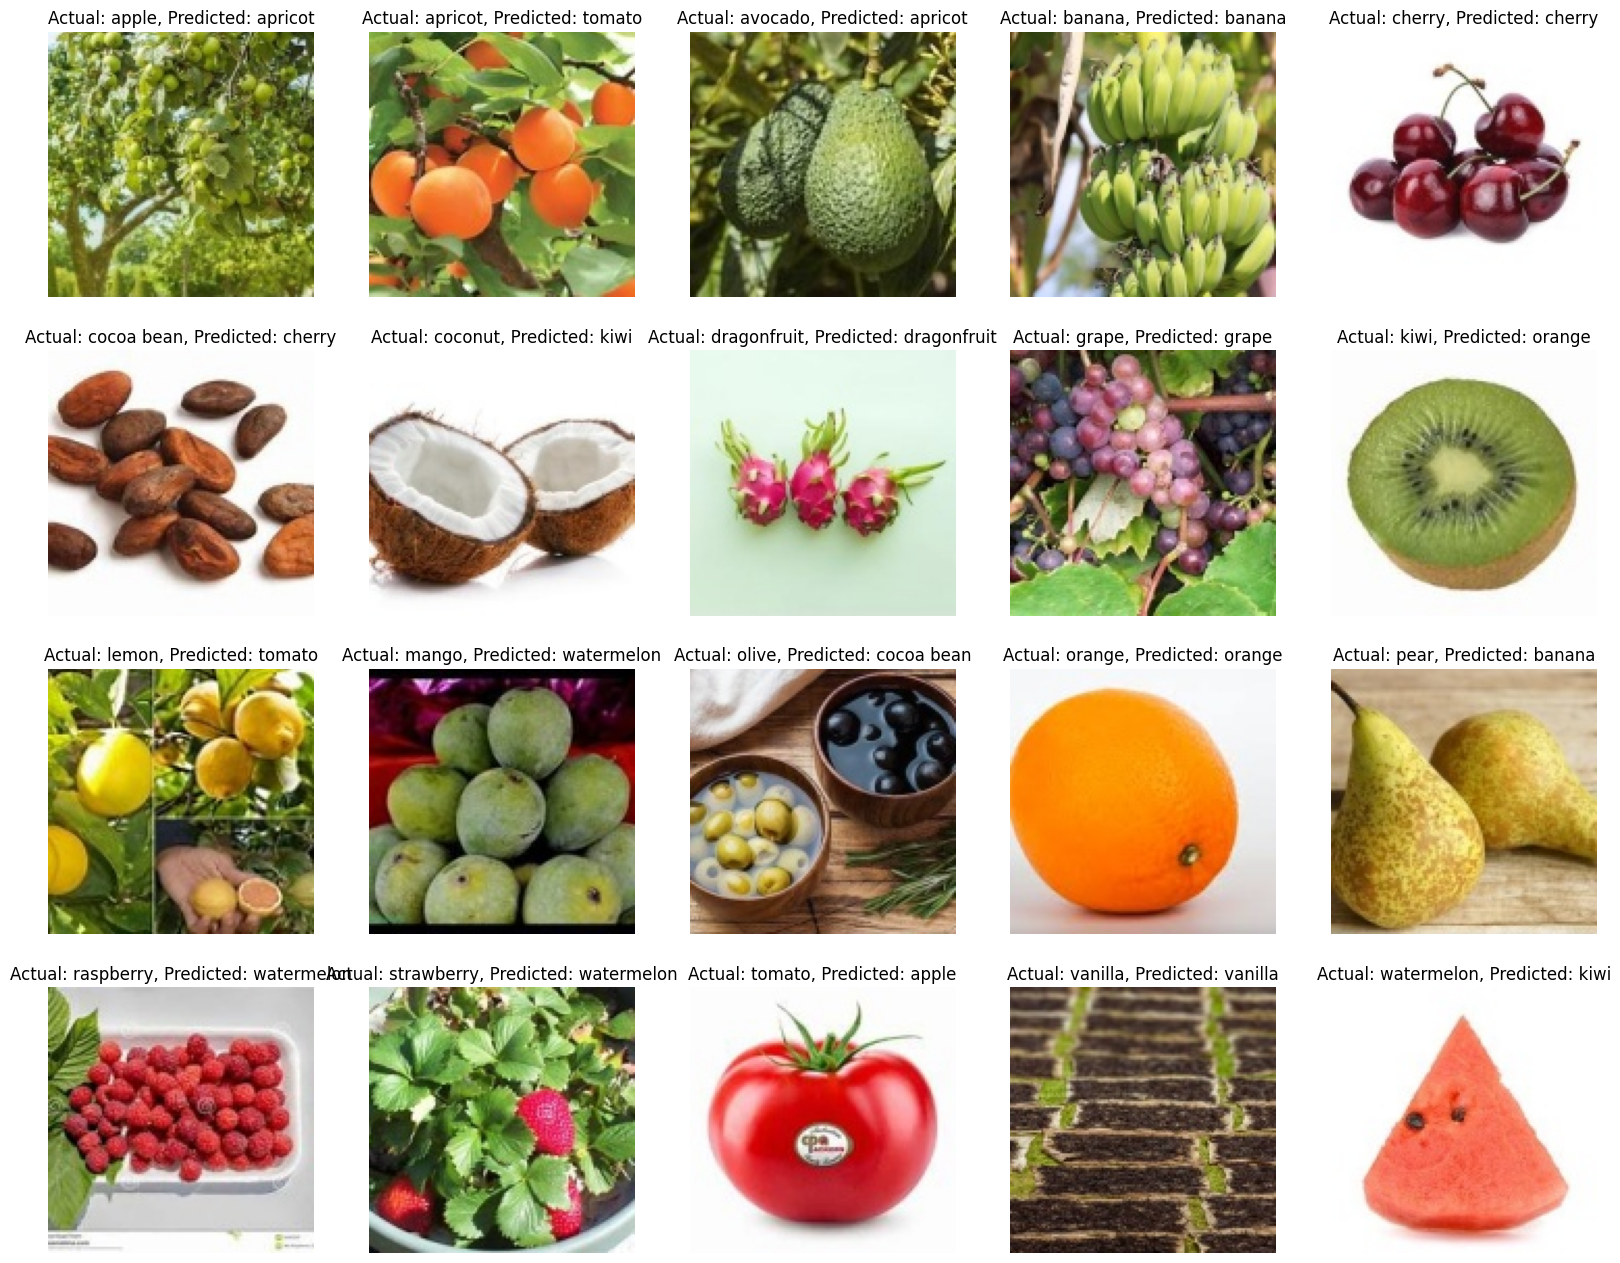 Actual: apple, Predicted: apricot
Actual: apricot, Predicted: tomato
Actual: avocado, Predicted: apricot
Actual: banana, Predicted: banana
Actual: cherry, Predicted: cherry
Actual: cocoa bean, Predicted: cherry
Actual: coconut, Predicted: kiwi
Actual: dragonfruit, Predicted: dragonfruit
Actual: grape, Predicted: grape
Actual: kiwi, Predicted: orange
Actual: lemon, Predicted: tomato
Actual: mango, Predicted: watermelon
Actual: olive, Predicted: cocoa bean
Actual: orange, Predicted: orange
Actual: pear, Predicted: banana
Actual: raspberry, Predicted: watermelon
Actual: strawberry, Predicted: watermelon
Actual: tomato, Predicted: apple
Actual: vanilla, Predicted: vanilla
Actual: watermelon, Predicted: kiwi